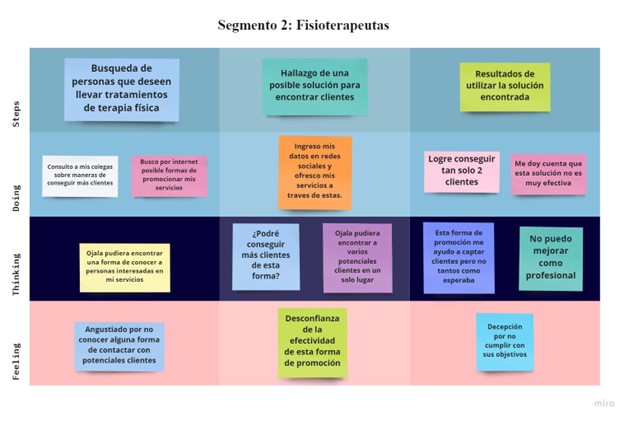 Segmento 2: Fisioterapeutas
Steps
Busqueda de
personas que deseen
llevar tratamientos
de terapia física
Hallazgo de una
posible solución para
encontrar clientes
Resultados de
utilizar la solución
encontrada
Doing
Consulto a mis colegas
sobre maneras de
conseguir más clientes
Busco por internet
posible formas de
promocionar mis
servicios
Ingreso mis
datos en redes
sociales y
ofresco mis
servicios a
traves de estas.
Logre conseguir
tan solo 2
clientes
Me doy cuenta que
esta solución no es
muy efectiva
Thinking
Ojala pudiera encontrar
una forma de conocer a
personas interesadas en
mi servicios
¿Podré
conseguir
más clientes
de esta
forma?
Ojala pudiera
encontrar a
varios
potenciales
clientes en un
solo lugar
Esta forma de
promoción me
ayudo a captar
clientes pero no
tantos como
esperaba
No puedo
mejorar
como
profesional
Feeling
Angustiado por no
conocer alguna forma
de contactar con
potenciales clientes
Desconfianza
de la
efectividad
de esta forma
de promoción
Decepción
por no
cumplir con
sus objetivos
miro